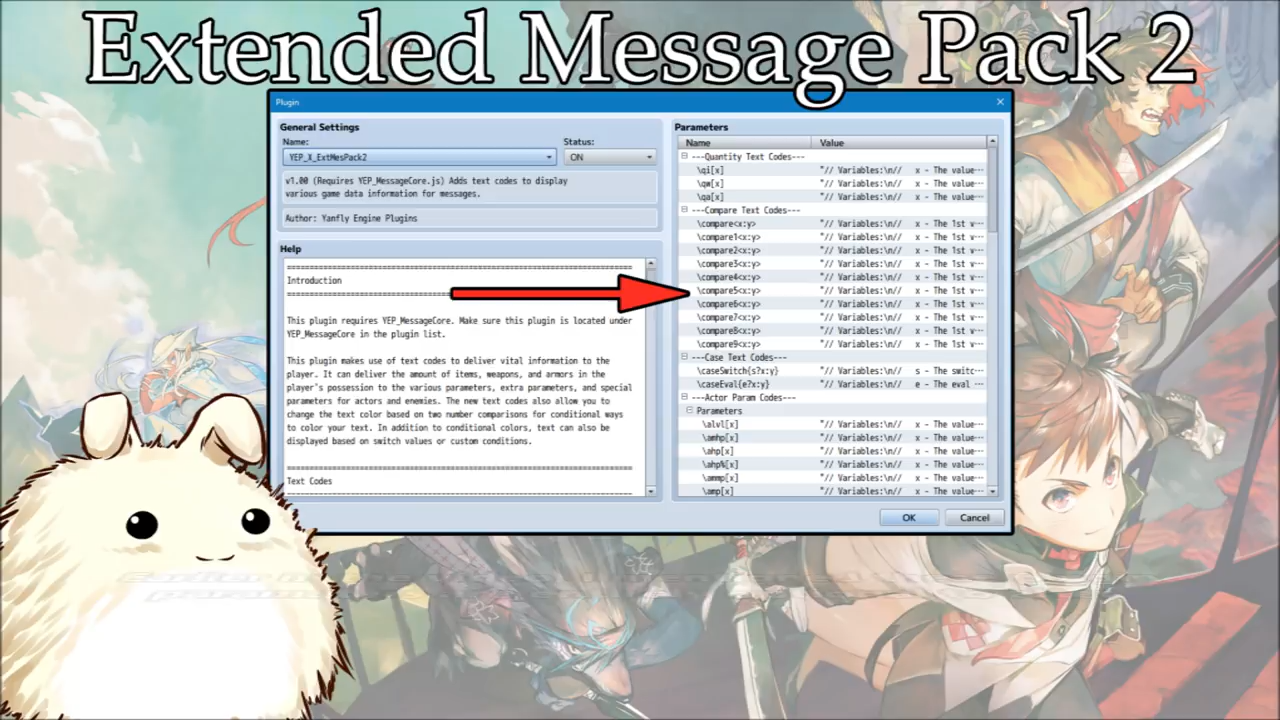 Extended Message Pack 2
Plugin
General Settings
Name:
Status:
YEP_X_ExtMesPack2
ON
v1.00 (Requires YEP_MessageCore.js) Adds text codes to display
various game data information for messages.
Author: Yanfly Engine Plugins
Help
================================================================
Introduction
================================================================
This plugin requires YEP_MessageCore. Make sure this plugin is located under
YEP_MessageCore in the plugin list.
This plugin makes use of text codes to deliver vital information to the
player. It can deliver the amount of items, weapons, and armors in the
player's possession to the various parameters, extra parameters, and special
parameters for actors and enemies. The new text codes also allow you to
change the text color based on two number comparisons for conditional ways
to color your text. In addition to conditional colors, text can also be
displayed based on switch values or custom conditions.
================================================================
Text Codes
================================================================
Parameters
Name Value
---Quantity Text Codes---
\qi[x] "// Variables:\n//   x - The value…
\qw[x] "// Variables:\n//   x - The value…
\qa[x] "// Variables:\n//   x - The value…
---Compare Text Codes---
\compare<x:y> "// Variables:\n//   x - The 1st v…
\compare1<x:y> "// Variables:\n//   x - The 1st v…
\compare2<x:y> "// Variables:\n//   x - The 1st v…
\compare3<x:y> "// Variables:\n//   x - The 1st v…
\compare4<x:y> "// Variables:\n//   x - The 1st v…
\compare5<x:y> "// Variables:\n//   x - The 1st v…
\compare6<x:y> "// Variables:\n//   x - The 1st v…
\compare7<x:y> "// Variables:\n//   x - The 1st v…
\compare8<x:y> "// Variables:\n//   x - The 1st v…
\compare9<x:y> "// Variables:\n//   x - The 1st v…
---Case Text Codes---
\caseSwitch{s?x:y} "// Variables:\n//   s - The switc…
\caseEval{e?x:y} "// Variables:\n//   e - The eval …
---Actor Param Codes---
Parameters
\alvl[x] "// Variables:\n//   x - The value…
\amhp[x] "// Variables:\n//   x - The value…
\ahp[x] "// Variables:\n//   x - The value…
\ahp%[x] "// Variables:\n//   x - The value…
\ammp[x] "// Variables:\n//   x - The value…
\amp[x] "// Variables:\n//   x - The value…
OK
Cancel